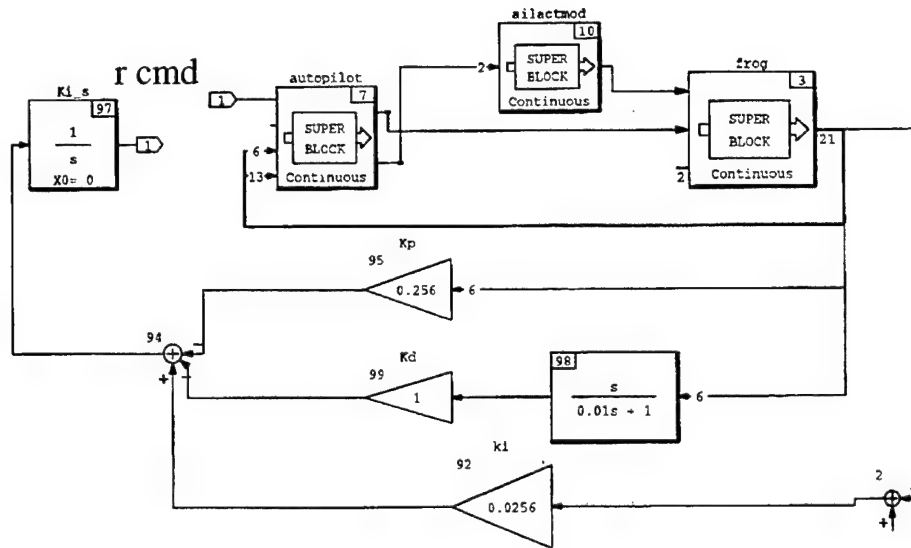 ailactmod
10
r cmd
autopilot
frog
Ki_s
97
1
7
2
SUPER
BLOCK
Continuous
3
1
s
X0= 0
1
SUPER
BLOCK
6
13
Continuous
SUPER
BLOCK
21
2
Continuous
Kp
95
0.256
6
94
−
+
−
Kd
99
1
98
s
0.01s + 1
6
ki
92
0.0256
2
+